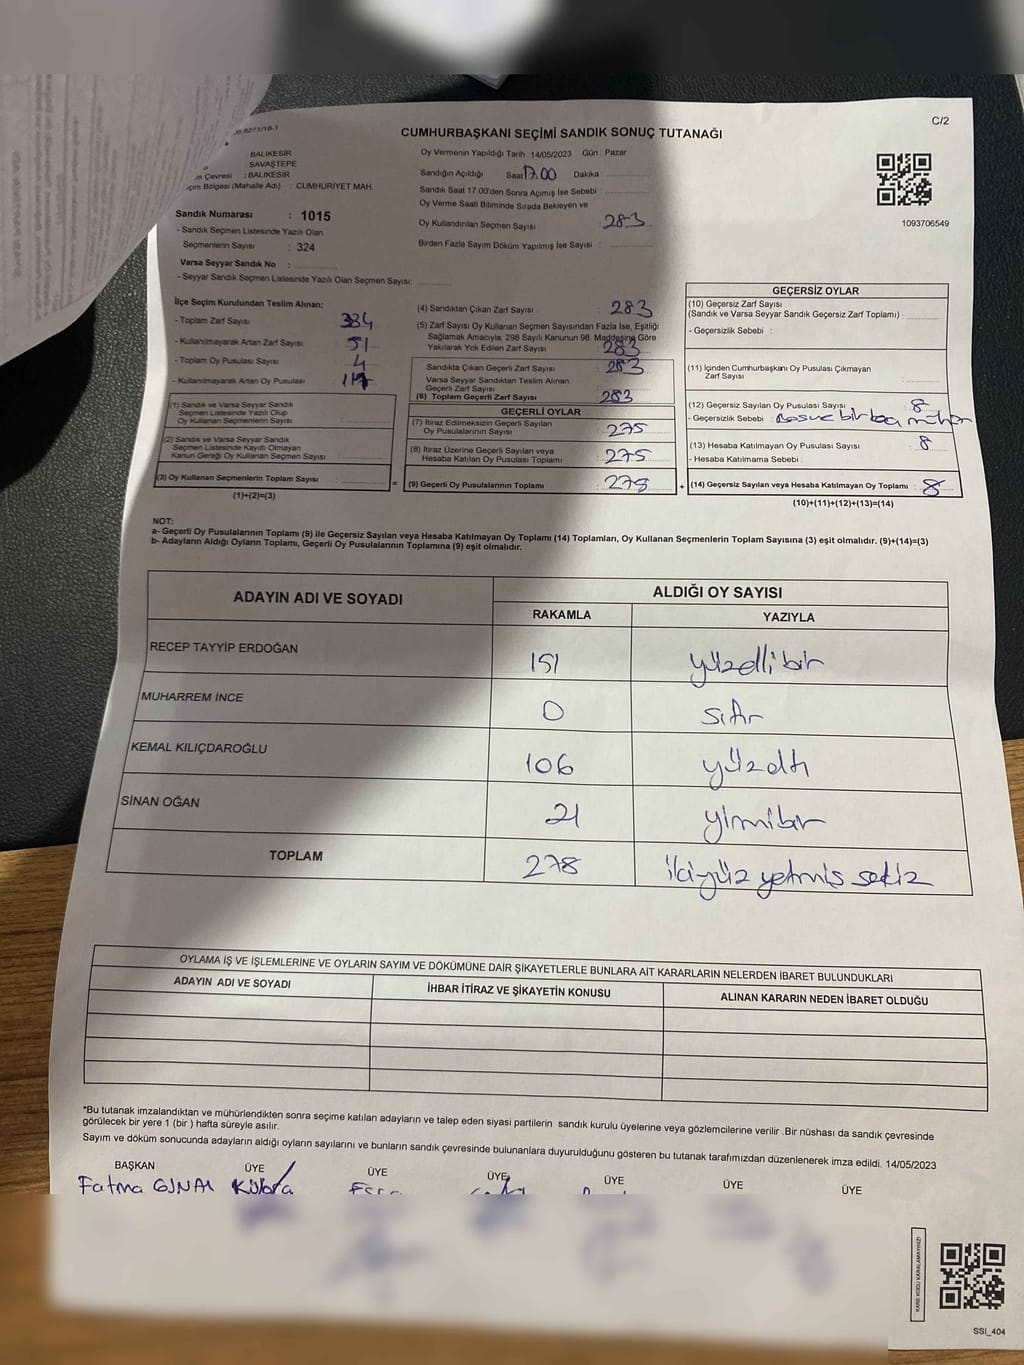 C/2
6271/18-1
CUMHURBAŞKANI SEÇİMİ SANDIK SONUÇ TUTANAĞI
: BALIKESİR
: SAVAŞTEPE
Çevresi : BALIKESİR
Bölgesi (Mahalle Adı) : CUMHURİYET MAH.
Sandık Numarası : 1015
- Sandık Seçmen Listesinde Yazılı Olan
Seçmenlerin Sayısı : 324
Varsa Seyyar Sandık No :
- Seyyar Sandık Seçmen Listesinde Yazılı Olan Seçmen Sayısı:
Oy Vermenin Yapıldığı Tarih :14/05/2023 Gün : Pazar
Sandığın Açıldığı Saat 17.00 Dakika :
Sandık Saat 17.00'den Sonra Açımış İse Sebebi :
Oy Verme Saati Bitiminde Sırada Bekleyen ve
Oy Kullandırılan Seçmen Sayısı : 283
Birden Fazla Sayım Döküm Yapılmış İse Sayısı :
1093706549
İlçe Seçim Kurulundan Teslim Alınan;
- Toplam Zarf Sayısı : 334
- Kullanılmayarak Artan Zarf Sayısı : 51
- Toplam Oy Pusulası Sayısı : 4
- Kullanılmayarak Artan Oy Pusulası :
(1) Sandık ve Varsa Seyyar Sandık
Seçmen Listesinde Yazılı Olup
Oy Kullanan Seçmenlerin Sayısı :
(2) Sandık ve Varsa Seyyar Sandık
Seçmen Listesinde Kayıtlı Olmayan
Kanun Gereği Oy Kullanan Seçmen Sayısı :
(3) Oy Kullanan Seçmenlerin Toplam Sayısı :
(1)+(2)=(3)
=
(4) Sandıktan Çıkan Zarf Sayısı : 283
(5) Zarf Sayısı Oy Kullanan Seçmen Sayısından Fazla İse, Eşitliği
Sağlamak Amacıyla; 298 Sayılı Kanunun 98. Maddesine Göre
Yakılarak Yok Edilen Zarf Sayısı : 283
Sandıkta Çıkan Geçerli Zarf Sayısı : 283
Varsa Seyyar Sandıktan Teslim Alınan
Geçerli Zarf Sayısı :
(6) Toplam Geçerli Zarf Sayısı : 283
GEÇERLİ OYLAR
(7) İtiraz Edilmeksizin Geçerli Sayılan
Oy Pusulalarının Sayısı : 275
(8) İtiraz Üzerine Geçerli Sayılan veya
Hesaba Katılan Oy Pusulası Toplamı : 275
(9) Geçerli Oy Pusulalarının Toplamı :
+
GEÇERSİZ OYLAR
(10) Geçersiz Zarf Sayısı
(Sandık ve Varsa Seyyar Sandık Geçersiz Zarf Toplamı) :
- Geçersizlik Sebebi :
(11) İçinden Cumhurbaşkanı Oy Pusulası Çıkmayan
Zarf Sayısı :
(12) Geçersiz Sayılan Oy Pusulası Sayısı : 8
- Geçersizlik Sebebi :
(13) Hesaba Katılmayan Oy Pusulası Sayısı : 8
- Hesaba Katılmama Sebebi :
(14) Geçersiz Sayılan veya Hesaba Katılmayan Oy Toplamı : 8
(10)+(11)+(12)+(13)=(14)
NOT:
a- Geçerli Oy Pusulalarının Toplamı (9) ile Geçersiz Sayılan veya Hesaba Katılmayan Oy Toplamı (14) Toplamları, Oy Kullanan Seçmenlerin Toplam Sayısına (3) eşit olmalıdır. (9)+(14)=(3)
b- Adayların Aldığı Oyların Toplamı, Geçerli Oy Pusulalarının Toplamına (9) eşit olmalıdır.
ADAYIN ADI VE SOYADI
ALDIĞI OY SAYISI
RAKAMLA YAZIYLA
RECEP TAYYİP ERDOĞAN 151 yüzellibir
MUHARREM İNCE 0 sıfır
KEMAL KILIÇDAROĞLU 106 yüzaltı
SİNAN OĞAN 21 yirmibir
TOPLAM 278 ikiyüz yetmiş sekiz
OYLAMA İŞ VE İŞLEMLERİNE VE OYLARIN SAYIM VE DÖKÜMÜNE DAİR ŞİKAYETLERLE BUNLARA AİT KARARLARIN NELERDEN İBARET BULUNDUKLARI
ADAYIN ADI VE SOYADI İHBAR İTİRAZ VE ŞİKAYETİN KONUSU ALINAN KARARIN NEDEN İBARET OLDUĞU
*Bu tutanak imzalandıktan ve mühürlendikten sonra seçime katılan adayların ve talep eden siyasi partilerin sandık kurulu üyelerine veya gözlemcilerine verilir .Bir nüshası da sandık çevresinde
görülecek bir yere 1 (bir ) hafta süreyle asılır.
Sayım ve döküm sonucunda adayların aldığı oyların sayılarını ve bunların sandık çevresinde bulunanlara duyurulduğunu gösteren bu tutanak tarafımızdan düzenlenerek imza edildi. 14/05/2023
BAŞKAN ÜYE ÜYE ÜYE ÜYE ÜYE ÜYE
Fatma Kübra
KARE KODU KARALAMAYINIZ!
SSI_404